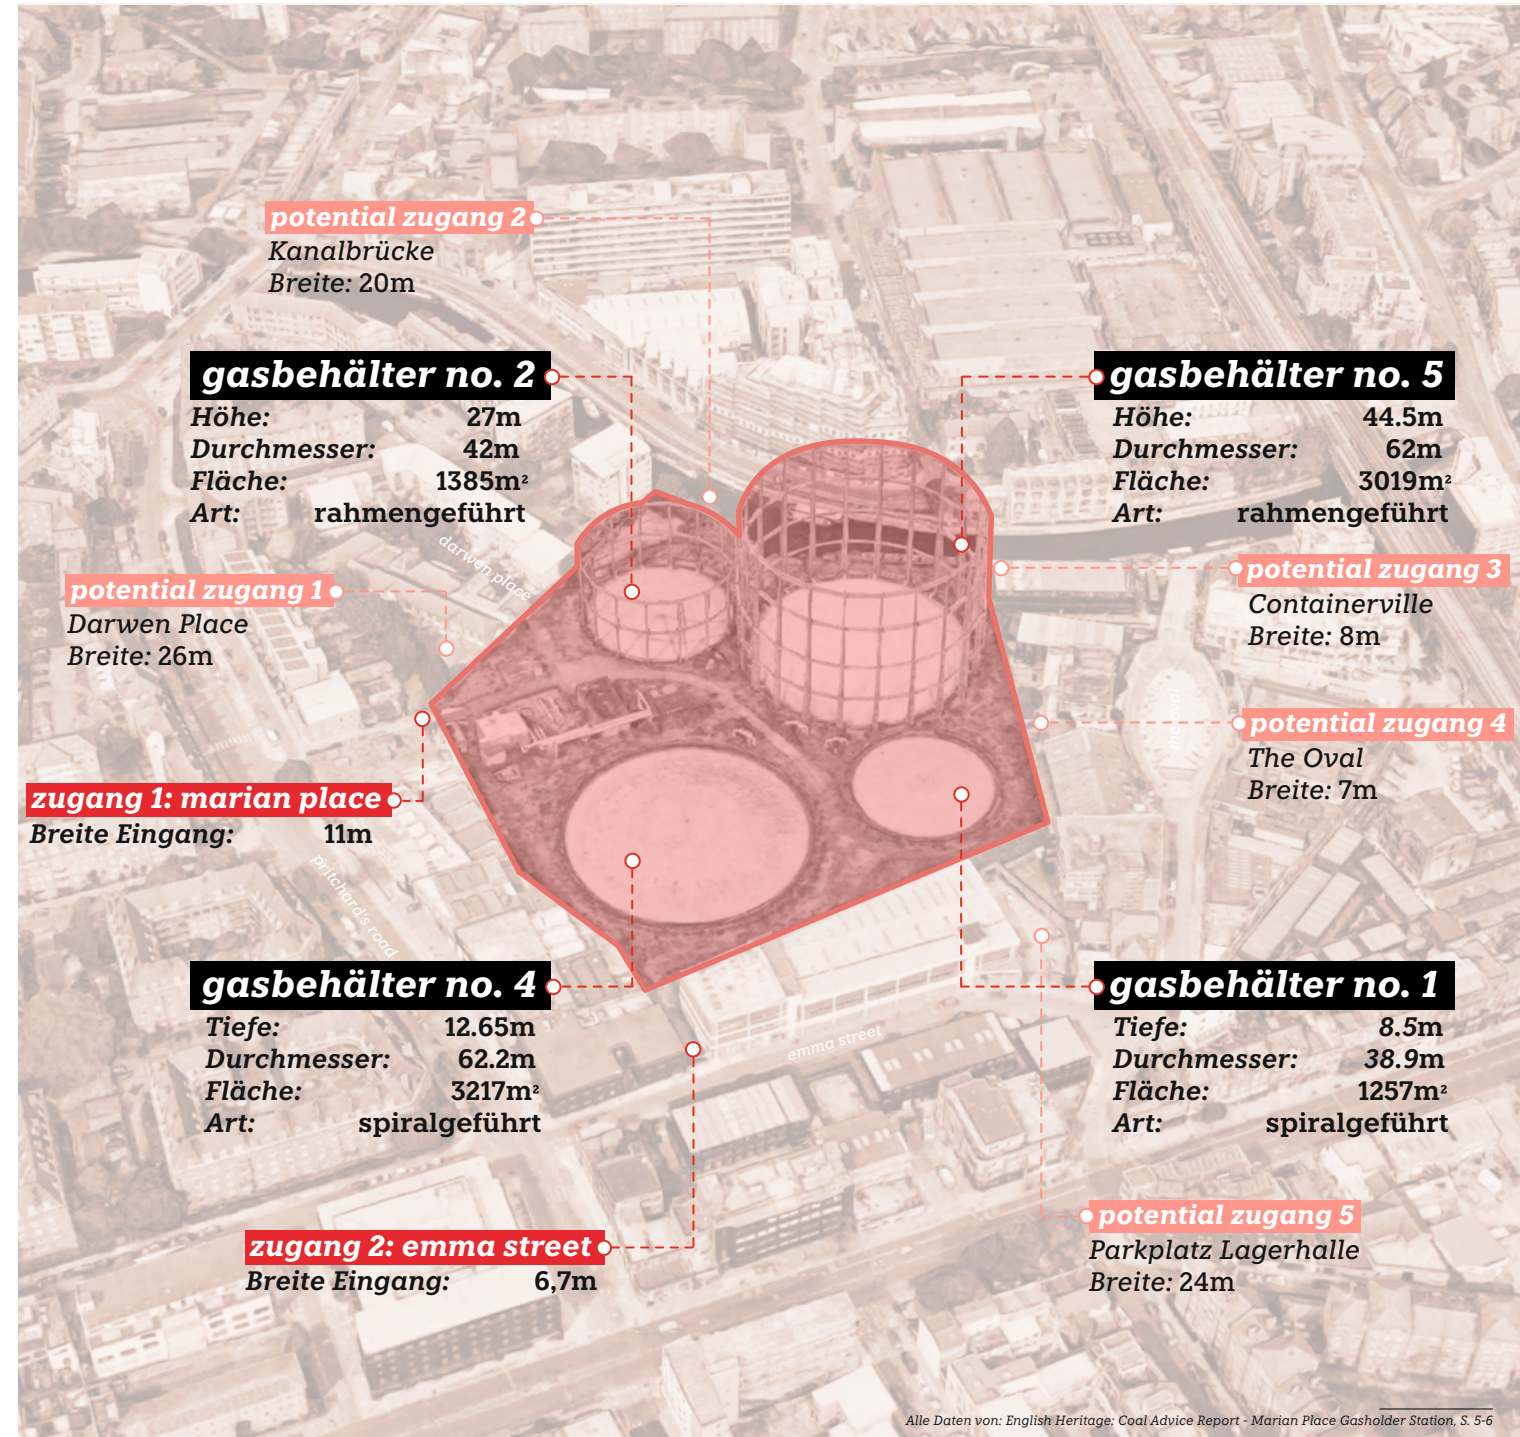 potential zugang 2
Kanalbrücke
Breite: 20m
gasbehälter no. 2
Höhe: 27m
Durchmesser: 42m
Fläche: 1385m²
Art: rahmengeführt
gasbehälter no. 5
Höhe: 44.5m
Durchmesser: 62m
Fläche: 3019m²
Art: rahmengeführt
darwen place
potential zugang 1
Darwen Place
Breite: 26m
potential zugang 3
Containerville
Breite: 8m
the oval
potential zugang 4
The Oval
Breite: 7m
zugang 1: marian place
Breite Eingang: 11m
pritchard's road
gasbehälter no. 4
Tiefe: 12.65m
Durchmesser: 62.2m
Fläche: 3217m²
Art: spiralgeführt
gasbehälter no. 1
Tiefe: 8.5m
Durchmesser: 38.9m
Fläche: 1257m²
Art: spiralgeführt
emma street
zugang 2: emma street
Breite Eingang: 6,7m
potential zugang 5
Parkplatz Lagerhalle
Breite: 24m
Alle Daten von: English Heritage: Coal Advice Report - Marian Place Gasholder Station, S. 5-6